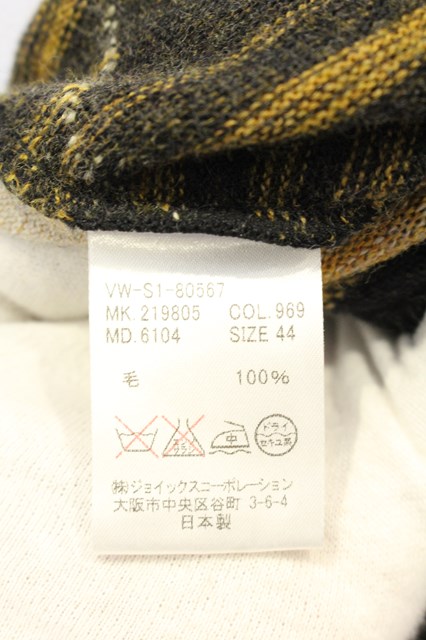 VW-S1-80567
MK.219805 COL.969
MD.6104 SIZE 44
毛 100%
中 ドライ
セキユ系
㈱ジョイックスコーポレーション
大阪市中央区谷町 3-6-4
日本製